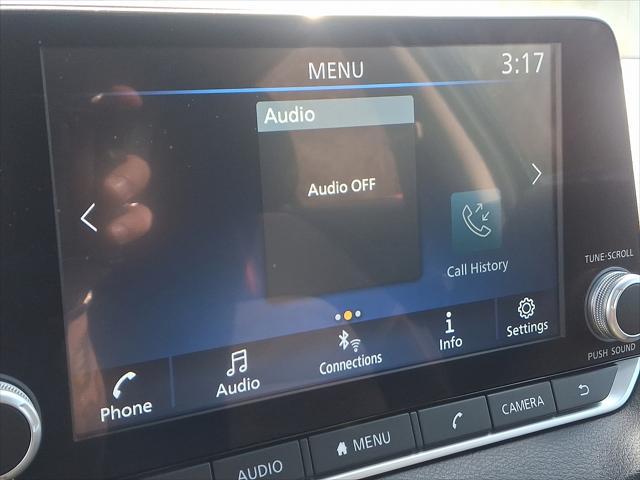 MENU
3:17
Audio
Audio OFF
Call History
Phone
Audio
Connections
Info
Settings
TUNE·SCROLL
PUSH SOUND
AUDIO
MENU
CAMERA